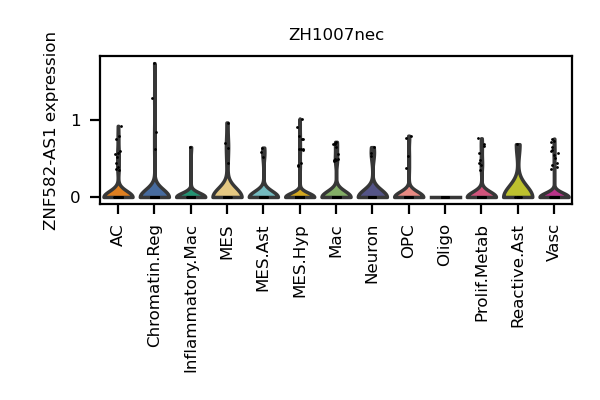 ZH1007nec
ZNF582-AS1 expression
1
0
AC
Chromatin.Reg
Inflammatory.Mac
MES
MES.Ast
MES.Hyp
Mac
Neuron
OPC
Oligo
Prolif.Metab
Reactive.Ast
Vasc